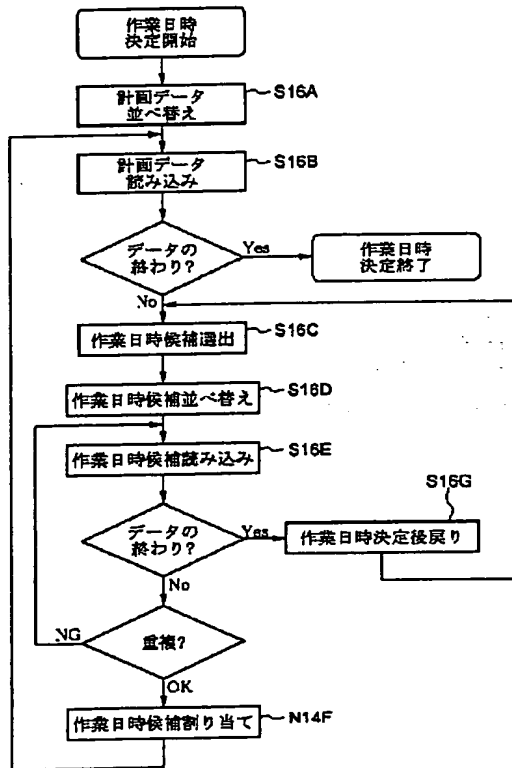 作業日時
決定開始
計画データ
並べ替え
S16A
計画データ
読み込み
S16B
データの
終わり?
Yes
作業日時
決定終了
No
作業日時候補選出
S16C
作業日時候補並べ替え
S16D
作業日時候補読み込み
S16E
S16G
データの
終わり?
Yes
作業日時決定後戻り
No
重複?
NG
OK
作業日時候補割り当て
N14F